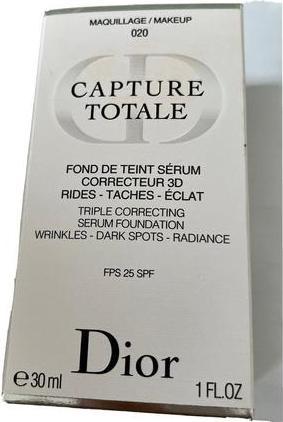 MAQUILLAGE / MAKEUP
020
CD
CAPTURE
TOTALE
FOND DE TEINT SÉRUM
CORRECTEUR 3D
RIDES - TACHES - ÉCLAT
TRIPLE CORRECTING
SERUM FOUNDATION
WRINKLES - DARK SPOTS - RADIANCE
FPS 25 SPF
Dior
℮ 30 ml 1 FL.OZ